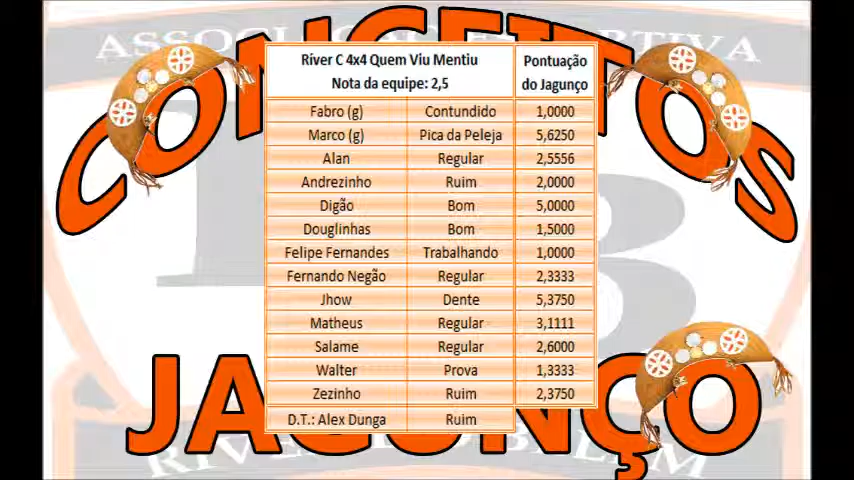 CONCEITOS
ASSOCIAÇÃO ESPORTIVA
River C 4x4 Quem Viu Mentiu
Nota da equipe: 2,5
Pontuação
do Jagunço
Fabro (g) Contundido 1,0000
Marco (g) Pica da Peleja 5,6250
Alan Regular 2,5556
Andrezinho Ruim 2,0000
Digão Bom 5,0000
Douglinhas Bom 1,5000
Felipe Fernandes Trabalhando 1,0000
Fernando Negão Regular 2,3333
Jhow Dente 5,3750
Matheus Regular 3,1111
Salame Regular 2,6000
Walter Prova 1,3333
Zezinho Ruim 2,3750
D.T.: Alex Dunga Ruim
JAGUNÇO